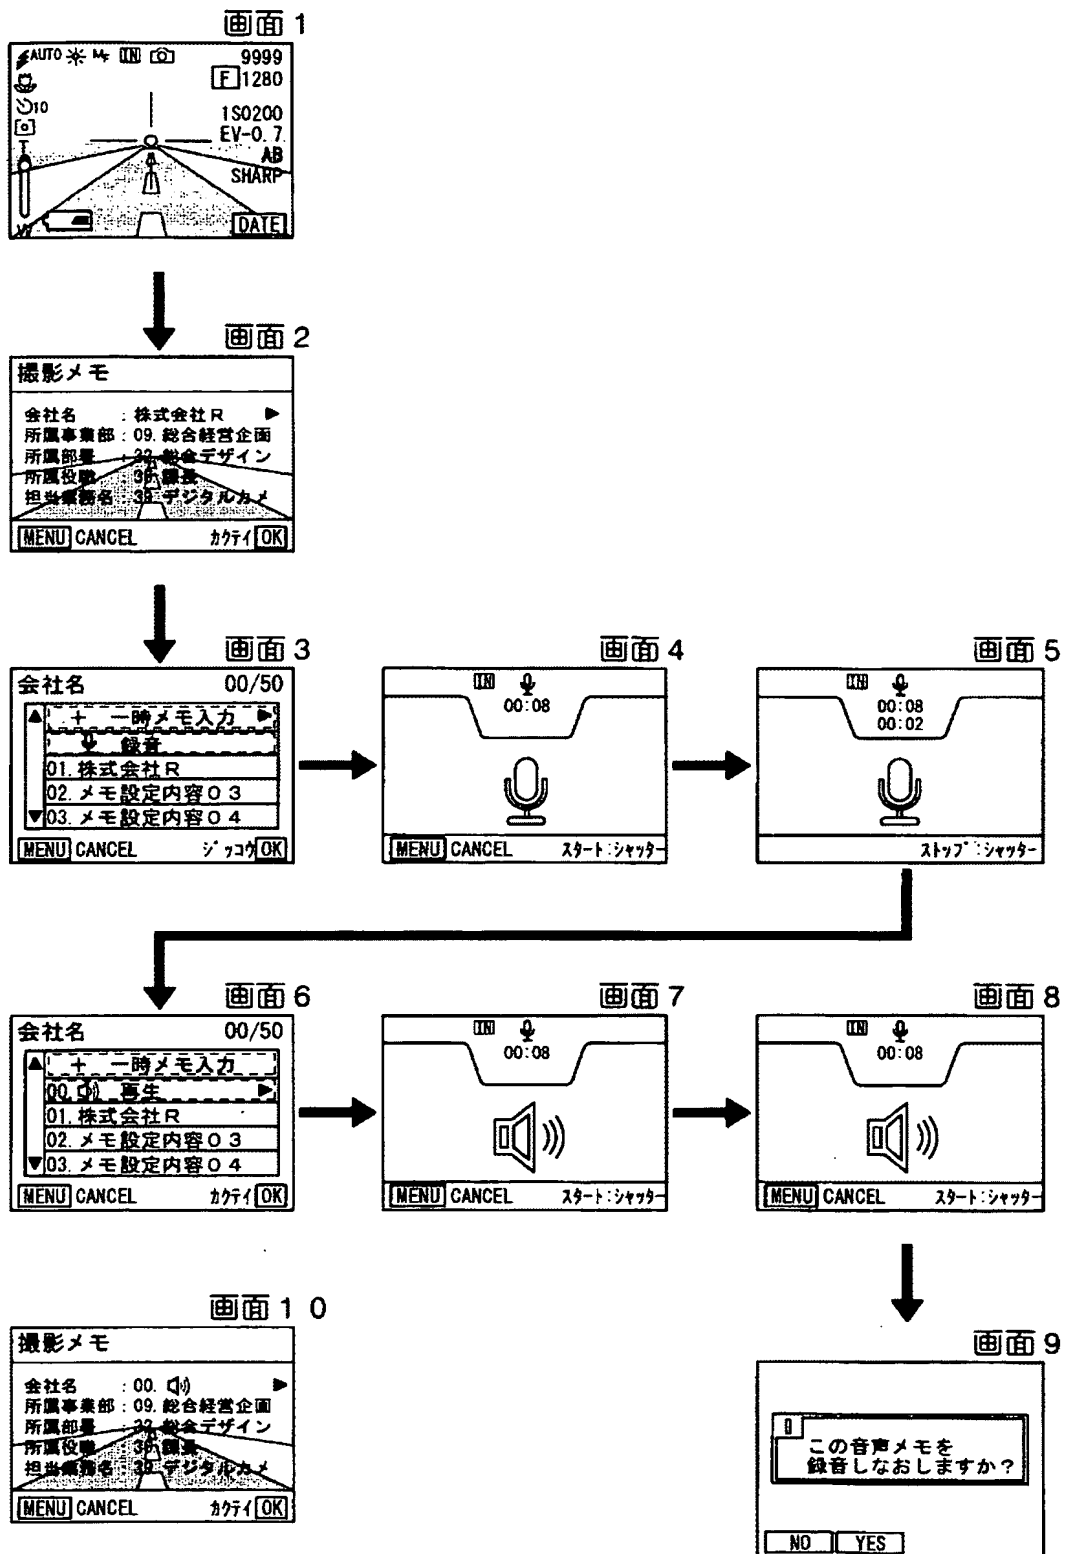 画面 1
AUTO MF IN 9999
F 1280
10
ISO200
EV-0.7
T
AB
SHARP
W
DATE
画面 2
撮影メモ
会社名 : 株式会社R
所属事業部 : 09. 総合経営企画
所属部署 : 32. 総合デザイン
所属役職 : 36. 課長
担当業務名 : 39. デジタルカメ
MENU CANCEL カクテイ OK
画面 3
会社名 00/50
+ 一時メモ入力
録音
01. 株式会社R
02. メモ設定内容03
03. メモ設定内容04
MENU CANCEL ジッコウ OK
画面 4
IN
00:08
MENU CANCEL スタート:シャッター
画面 5
IN
00:08
00:02
ストップ:シャッター
画面 6
会社名 00/50
+ 一時メモ入力
00. 再生
01. 株式会社R
02. メモ設定内容03
03. メモ設定内容04
MENU CANCEL カクテイ OK
画面 7
IN
00:08
MENU CANCEL スタート:シャッター
画面 8
IN
00:08
MENU CANCEL スタート:シャッター
画面 9
!
この音声メモを
録音しなおしますか?
NO YES
画面 10
撮影メモ
会社名 : 00.
所属事業部 : 09. 総合経営企画
所属部署 : 32. 総合デザイン
所属役職 : 36. 課長
担当業務名 : 39. デジタルカメ
MENU CANCEL カクテイ OK